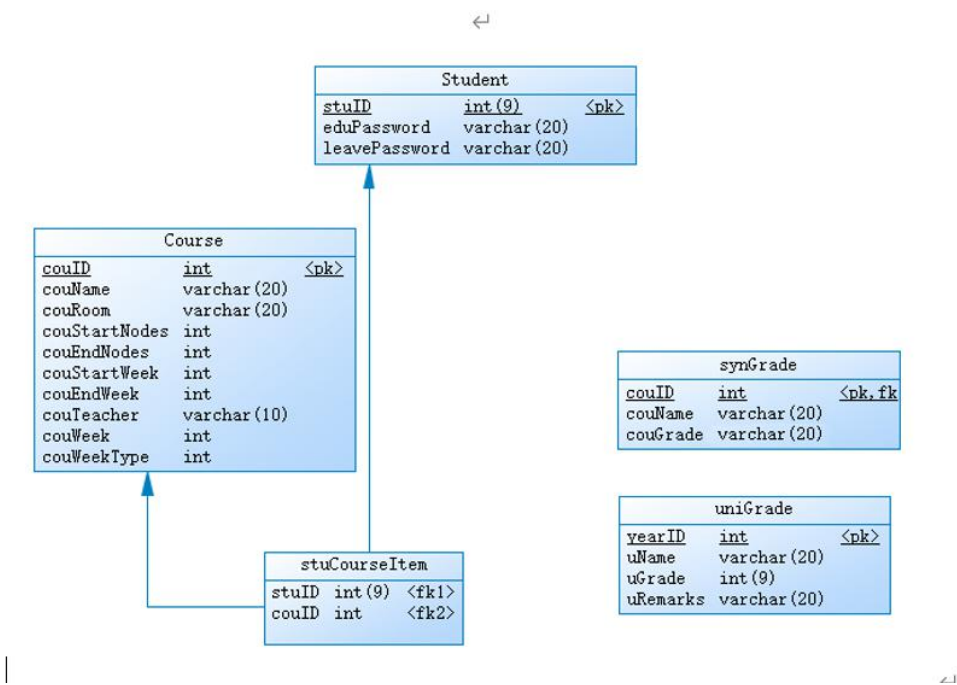 Student
stuID int(9) <pk>
eduPassword varchar(20)
leavePassword varchar(20)
Course
couID int <pk>
couName varchar(20)
couRoom varchar(20)
couStartNodes int
couEndNodes int
couStartWeek int
couEndWeek int
couTeacher varchar(10)
couWeek int
couWeekType int
synGrade
couID int <pk,fk
couName varchar(20)
couGrade varchar(20)
uniGrade
yearID int <pk>
uName varchar(20)
uGrade int(9)
uRemarks varchar(20)
stuCourseItem
stuID int(9) <fk1>
couID int <fk2>